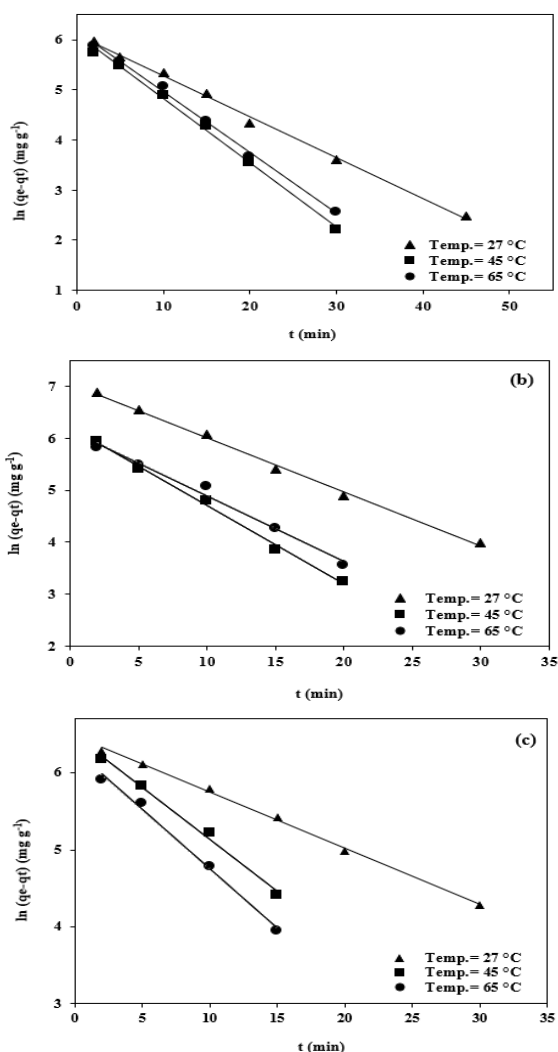 6
5
4
3
2
1
ln (qe-qt) (mg g-1)
▲ Temp.= 27 °C
■ Temp.= 45 °C
● Temp.= 65 °C
0 10 20 30 40 50
t (min)
(b)
7
6
5
4
3
2
ln (qe-qt) (mg g-1)
▲ Temp.= 27 °C
■ Temp.= 45 °C
● Temp.= 65 °C
0 5 10 15 20 25 30 35
t (min)
(c)
6
5
4
3
ln (qe-qt) (mg g-1)
▲ Temp.= 27 °C
■ Temp.= 45 °C
● Temp.= 65 °C
0 5 10 15 20 25 30 35
t (min)